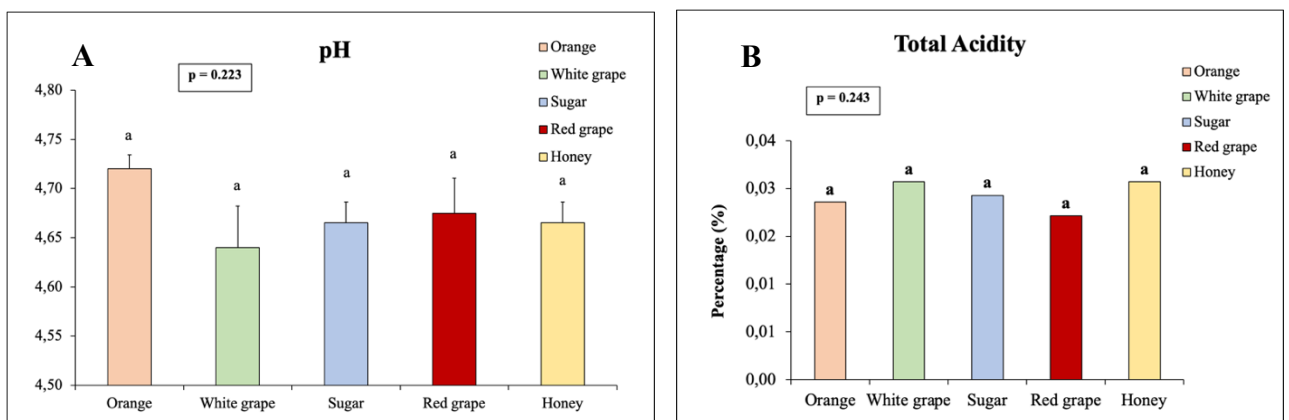 A
pH
p = 0.223
Orange
White grape
Sugar
Red grape
Honey
4,80
4,75
4,70
4,65
4,60
4,55
4,50
a
a
a
a
a
Orange
White grape
Sugar
Red grape
Honey
B
Total Acidity
p = 0.243
Orange
White grape
Sugar
Red grape
Honey
Percentage (%)
0,04
0,03
0,02
0,01
0,01
0,00
a
a
a
a
a
Orange
White grape
Sugar
Red grape
Honey